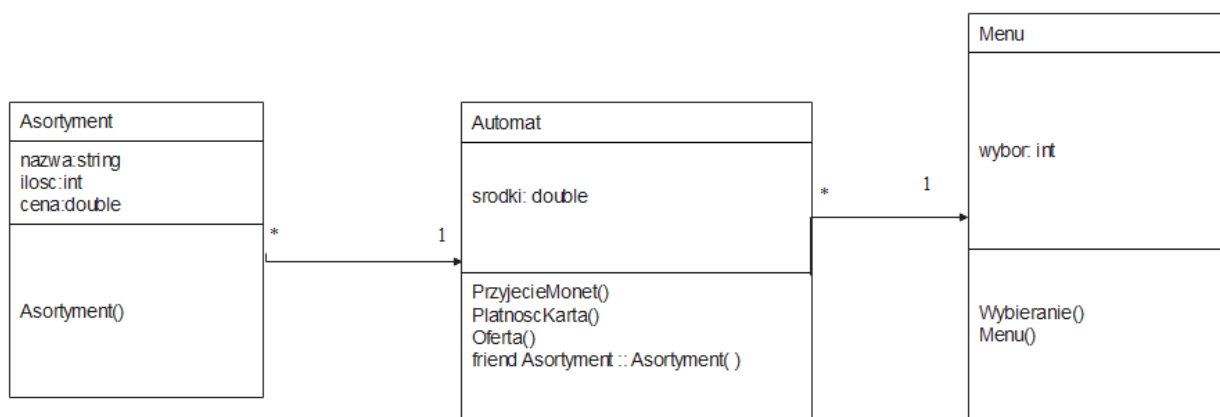 Asortyment
nazwa:string
ilosc:int
cena:double
Asortyment()
*
1
Automat
srodki: double
PrzyjecieMonet()
PlatnoscKarta()
Oferta()
friend Asortyment :: Asortyment( )
*
1
Menu
wybor: int
Wybieranie()
Menu()